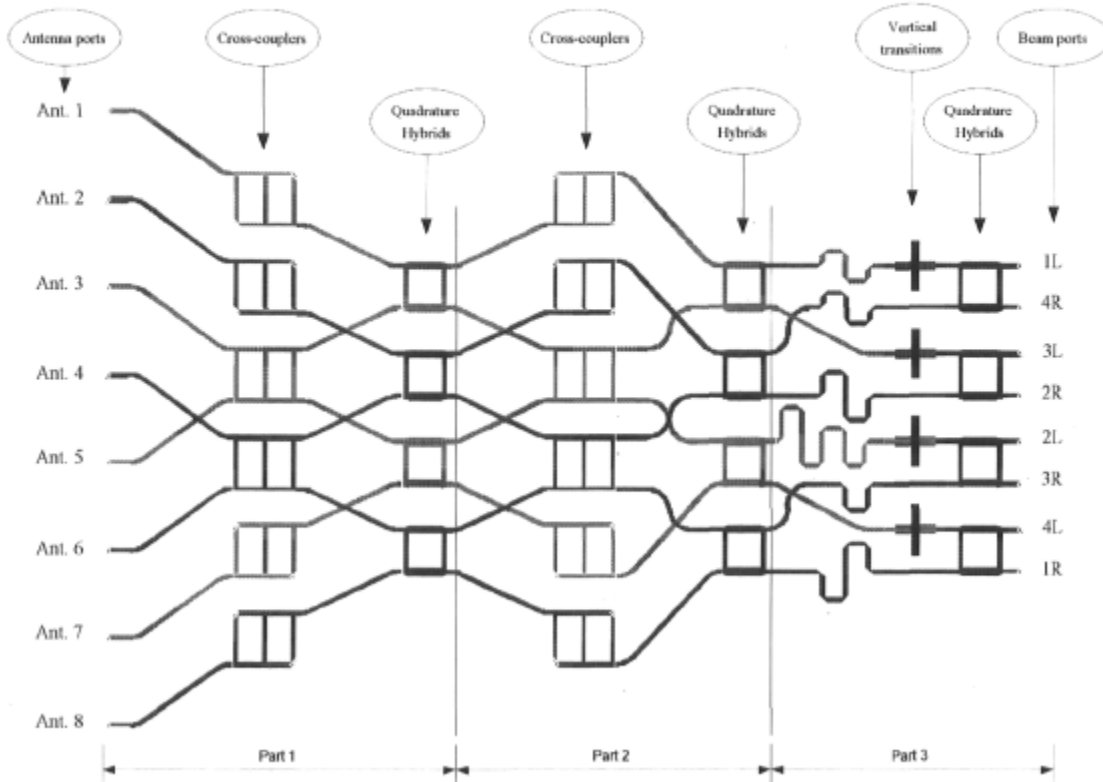 Antenna ports
Cross-couplers
Cross-couplers
Vertical
transitions
Beam ports
Quadrature
Hybrids
Quadrature
Hybrids
Quadrature
Hybrids
Ant. 1
Ant. 2
Ant. 3
Ant. 4
Ant. 5
Ant. 6
Ant. 7
Ant. 8
1L
4R
3L
2R
2L
3R
4L
1R
Part 1
Part 2
Part 3